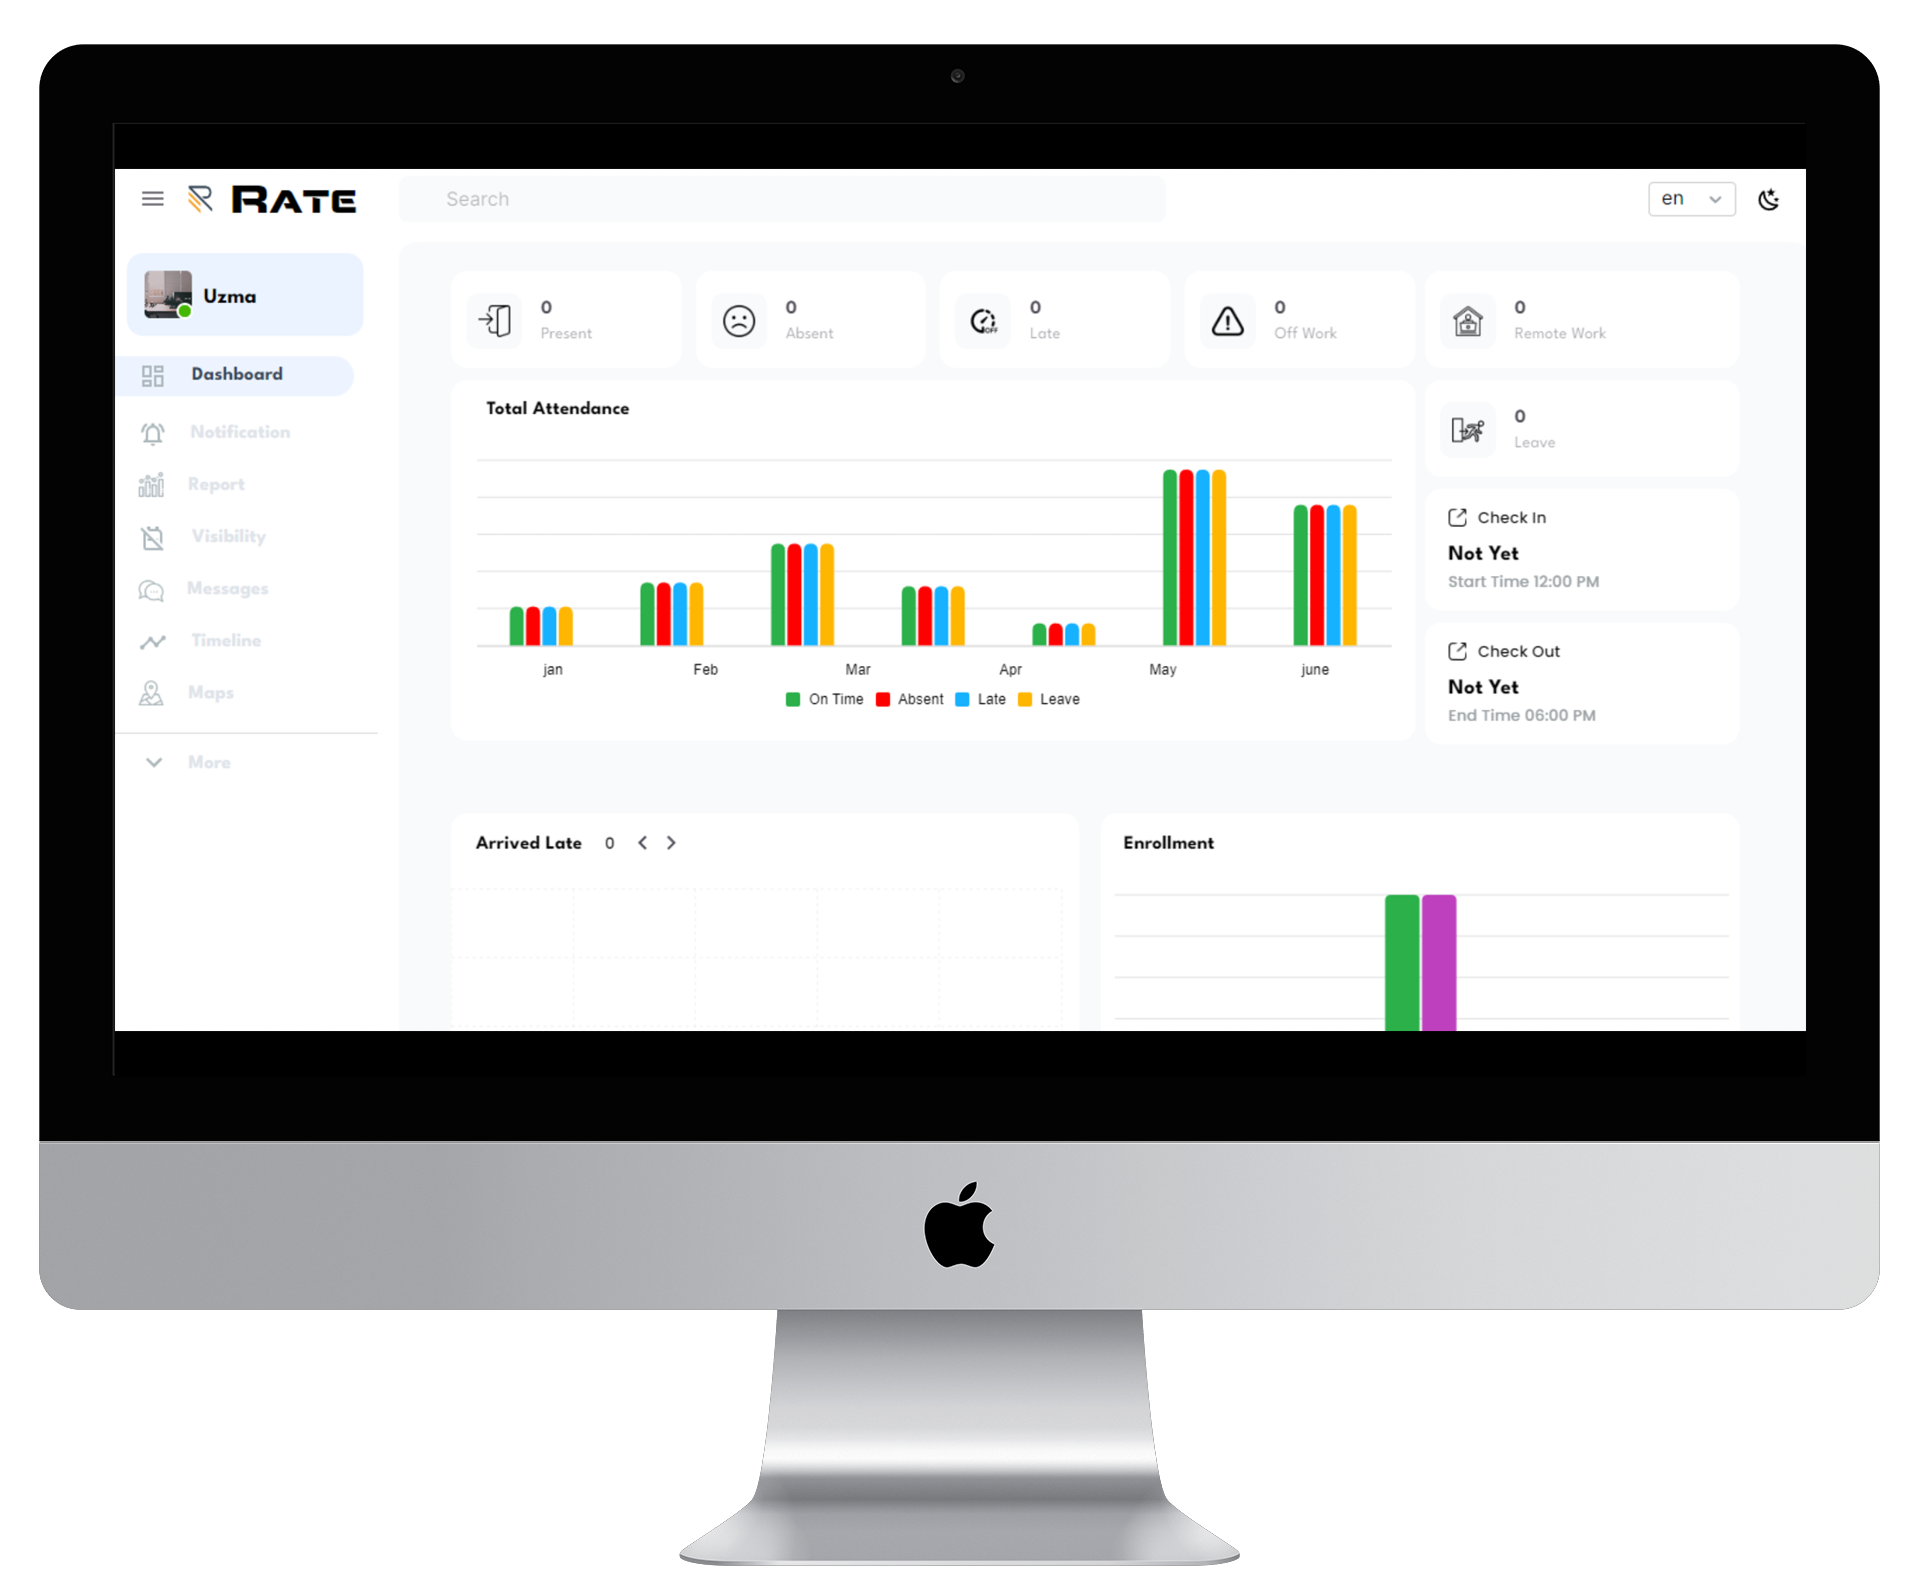 RATE
Search
en
Uzma
Dashboard
Notification
Report
Visibility
Messages
Timeline
Maps
More
0
Present
0
Absent
0
Late
0
Off Work
0
Remote Work
Total Attendance
jan Feb Mar Apr May june
On Time Absent Late Leave
0
Leave
Check In
Not Yet
Start Time 12:00 PM
Check Out
Not Yet
End Time 06:00 PM
Arrived Late 0
Enrollment